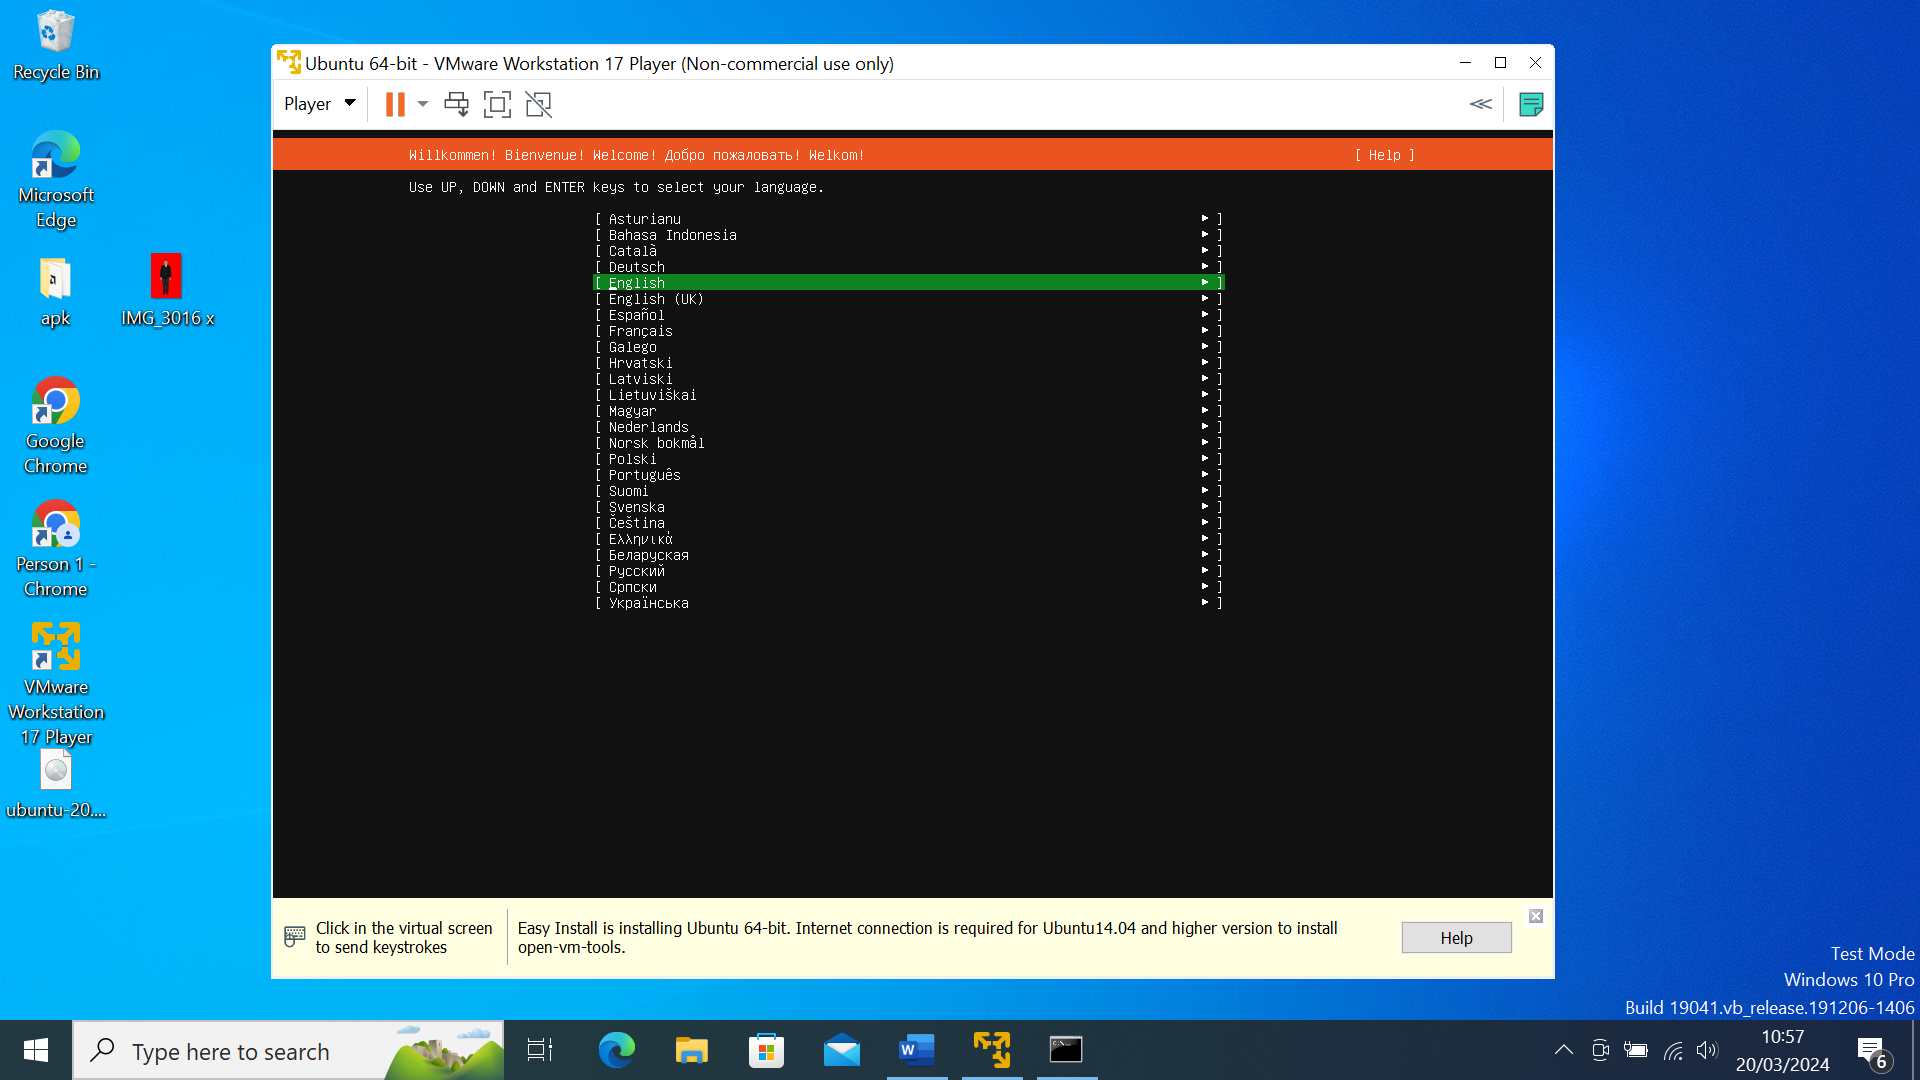 Recycle Bin
Microsoft
Edge
apk
IMG_3016 x
Google
Chrome
Person 1 -
Chrome
VMware
Workstation
17 Player
ubuntu-20....
Ubuntu 64-bit - VMware Workstation 17 Player (Non-commercial use only)
Player
Willkommen! Bienvenue! Welcome! Добро пожаловать! Welkom! [ Help ]
Use UP, DOWN and ENTER keys to select your language.
[ Asturianu ▸ ]
[ Bahasa Indonesia ▸ ]
[ Català ▸ ]
[ Deutsch ▸ ]
[ English ▸ ]
[ English (UK) ▸ ]
[ Español ▸ ]
[ Français ▸ ]
[ Galego ▸ ]
[ Hrvatski ▸ ]
[ Latviski ▸ ]
[ Lietuviškai ▸ ]
[ Magyar ▸ ]
[ Nederlands ▸ ]
[ Norsk bokmål ▸ ]
[ Polski ▸ ]
[ Português ▸ ]
[ Suomi ▸ ]
[ Svenska ▸ ]
[ Čeština ▸ ]
[ Ελληνικά ▸ ]
[ Беларуская ▸ ]
[ Русский ▸ ]
[ Српски ▸ ]
[ Українська ▸ ]
Click in the virtual screen
to send keystrokes
Easy Install is installing Ubuntu 64-bit. Internet connection is required for Ubuntu14.04 and higher version to install
open-vm-tools.
Help
Test Mode
Windows 10 Pro
Build 19041.vb_release.191206-1406
Type here to search
10:57
20/03/2024
6